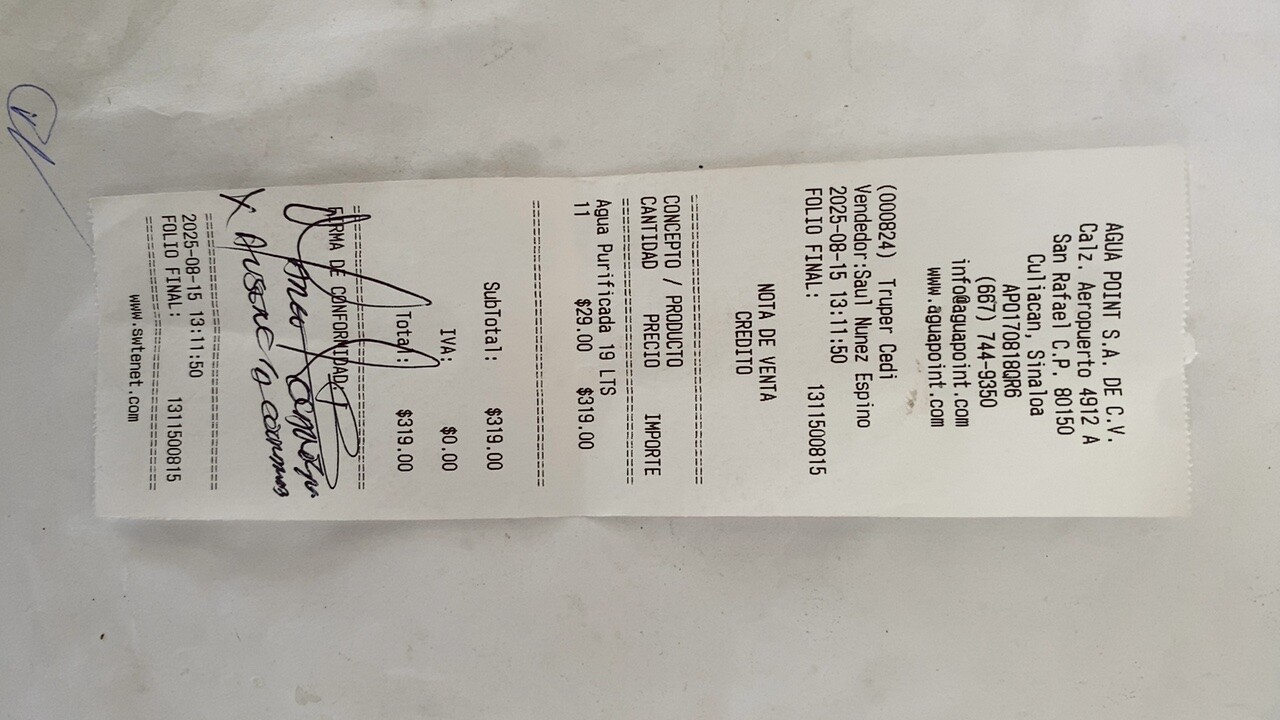 AGUA POINT S.A. DE C.V.
Calz. Aeropuerto 4912 A
San Rafael C.P. 80150
Culiacan, Sinaloa
APO170818QR6
(667) 744-9350
info@aguapoint.com
www.aguapoint.com
(000824) Truper Cedi
Vendedor:Saul Nunez Espino
2025-08-15 13:11:50
FOLIO FINAL: 1311500815
NOTA DE VENTA
CREDITO
CONCEPTO / PRODUCTO
CANTIDAD PRECIO IMPORTE
Agua Purificada 19 LTS
11 $29.00 $319.00
SubTotal: $319.00
IVA: $0.00
Total: $319.00
FIRMA DE CONFORMIDAD
2025-08-15 13:11:50
FOLIO FINAL: 1311500815
www.swtenet.com